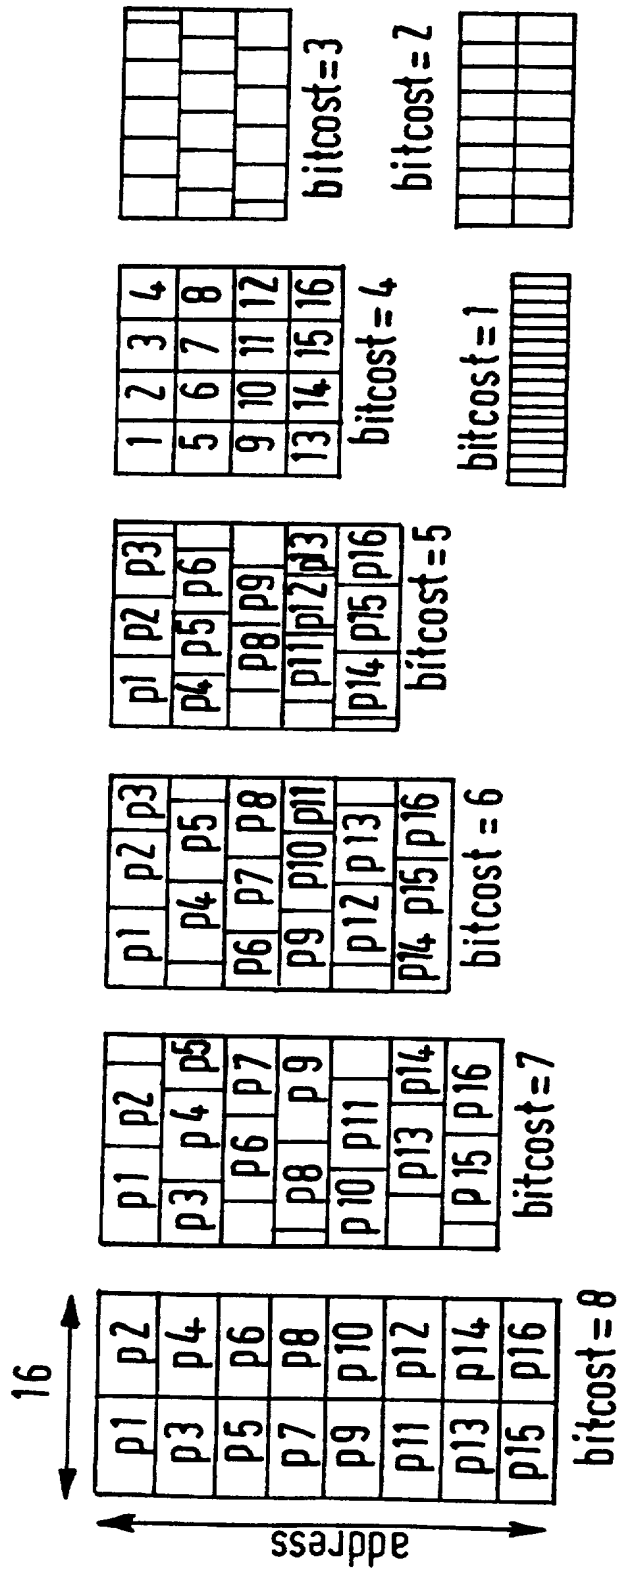 16
address
p1 p2
p3 p4
p5 p6
p7 p8
p9 p10
p11 p12
p13 p14
p15 p16
bitcost = 8
p1 p2
p3 p4 p5
p6 p7
p8 p9
p10 p11
p13 p14
p15 p16
bitcost=7
p1 p2 p3
p4 p5
p6 p7 p8
p9 p10 p11
p12 p13
p14 p15 p16
bitcost = 6
p1 p2 p3
p4 p5 p6
p8 p9
p11 p12 p13
p14 p15 p16
bitcost=5
1 2 3 4
5 6 7 8
9 10 11 12
13 14 15 16
bitcost= 4
bitcost=3
bitcost=1
bitcost= 2